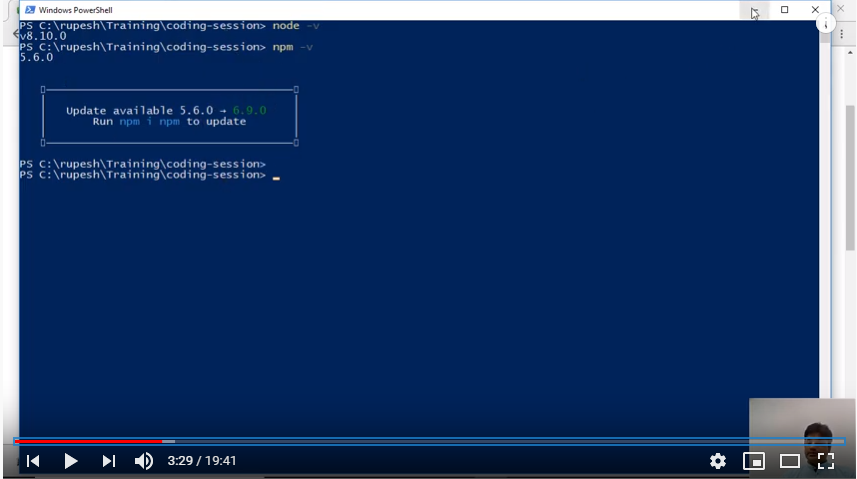 Windows PowerShell
PS C:\rupesh\Training\coding-session> node -v
v8.10.0
PS C:\rupesh\Training\coding-session> npm -v
5.6.0
Update available 5.6.0 → 6.9.0
Run npm i npm to update
PS C:\rupesh\Training\coding-session>
PS C:\rupesh\Training\coding-session>
3:29 / 19:41